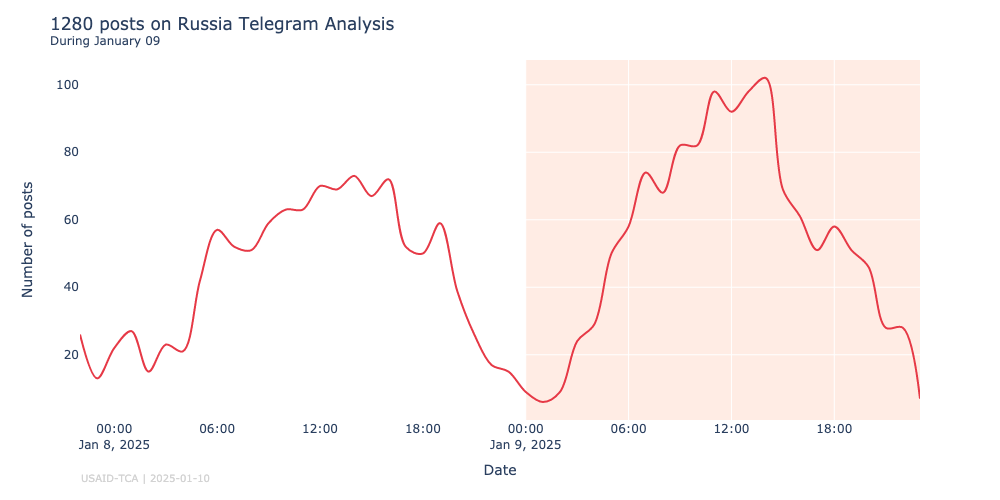 1280 posts on Russia Telegram Analysis
During January 09
Number of posts
100
80
60
40
20
00:00 06:00 12:00 18:00 00:00 06:00 12:00 18:00
Jan 8, 2025 Jan 9, 2025
Date
USAID-TCA | 2025-01-10